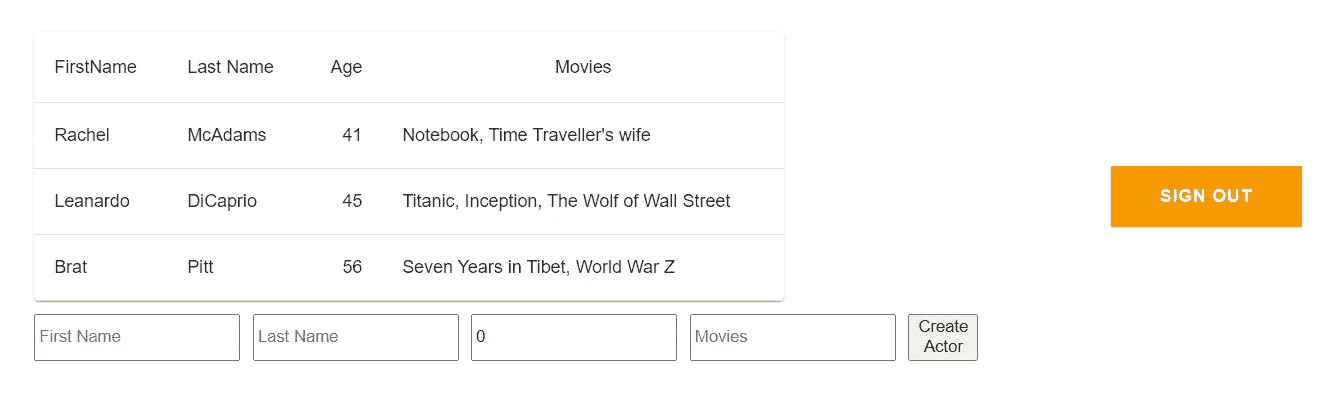 FirstName Last Name Age Movies
Rachel McAdams 41 Notebook, Time Traveller's wife
Leanardo DiCaprio 45 Titanic, Inception, The Wolf of Wall Street
Brat Pitt 56 Seven Years in Tibet, World War Z
SIGN OUT
First Name Last Name 0 Movies Create
Actor